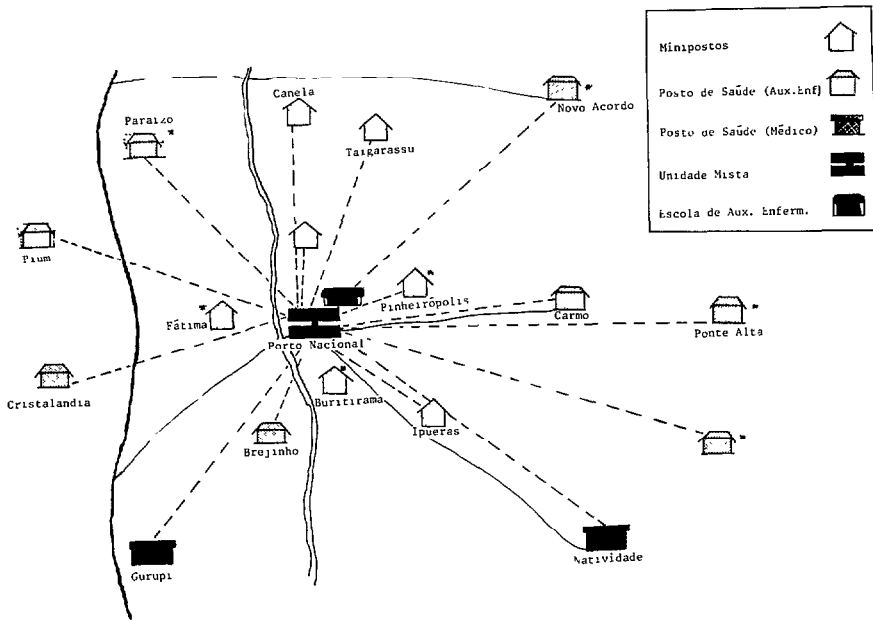 Minipostos
Posto de Saúde (Aux.Enf)
Posto de Saúde (Médico)
Unidade Mista
Escola de Aux. Enferm.
Canela
Paraizo
Novo Acordo
Taigarassu
Pium
Pinheirópolis
Fátima
Carmo
Ponte Alta
Porto Nacional
Cristalandia
Buritirama
Ipueras
Brejinho
Natividade
Gurupi